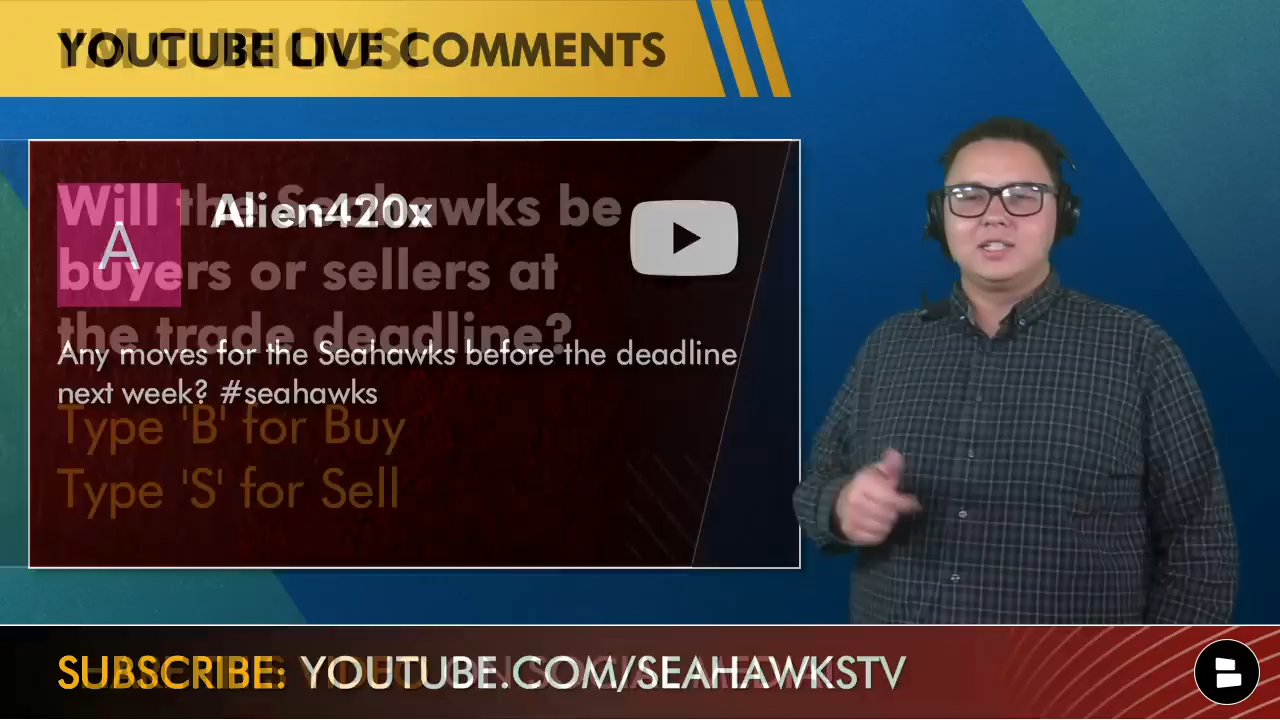 YOUTUBE LIVE COMMENTS
I'M CURIOUS!
A
Alien420x
Will the Seahawks be
buyers or sellers at
the trade deadline?
Any moves for the Seahawks before the deadline
next week? #seahawks
Type 'B' for Buy
Type 'S' for Sell
SUBSCRIBE: YOUTUBE.COM/SEAHAWKSTV